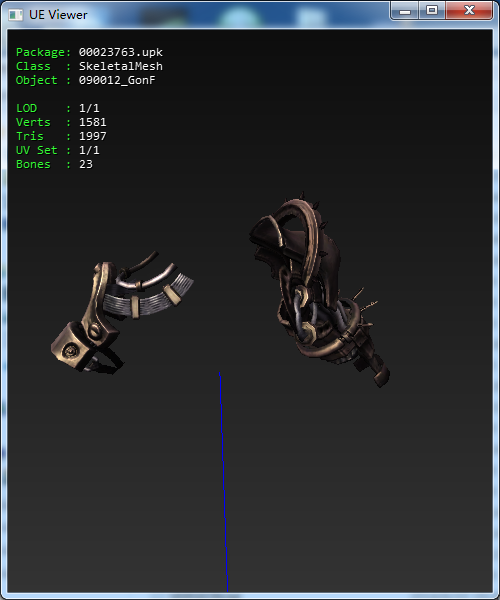 UE Viewer
Package: 00023763.upk
Class  : SkeletalMesh
Object : 090012_GonF
LOD    : 1/1
Verts  : 1581
Tris   : 1997
UV Set : 1/1
Bones  : 23